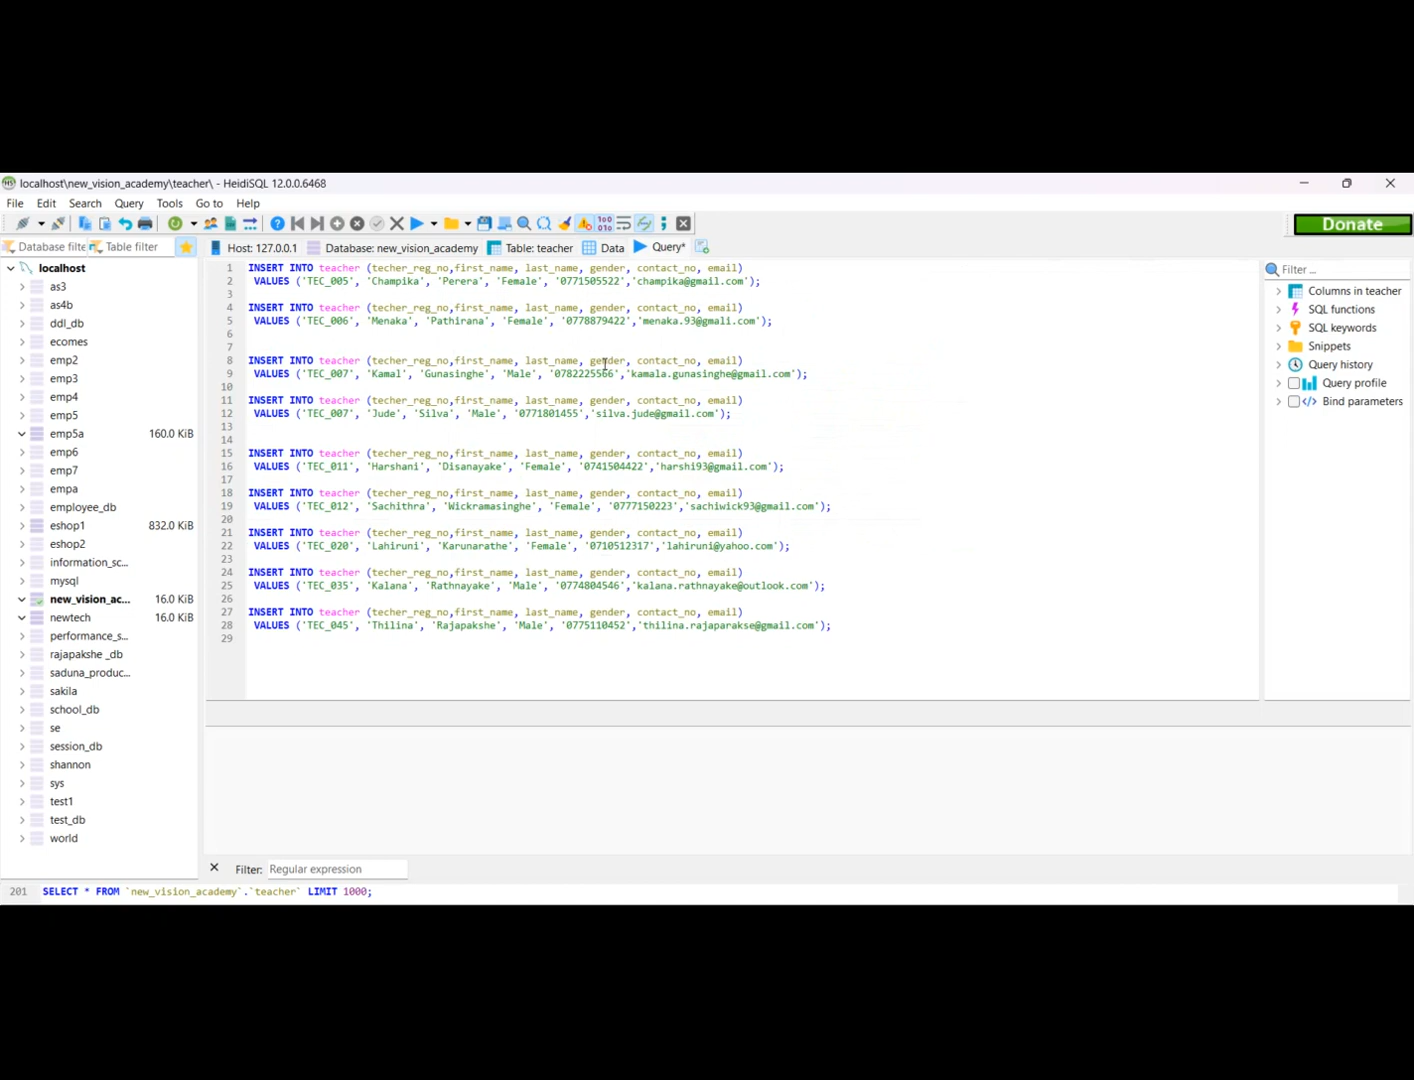 localhost\new_vision_academy\teacher\ - HeidiSQL 12.0.0.6468
File Edit Search Query Tools Go to Help
Donate
Database filte Table filter Host: 127.0.0.1 Database: new_vision_academy Table: teacher Data Query*
localhost
as3
as4b
ddl_db
ecomes
emp2
emp3
emp4
emp5
emp5a 160.0 KiB
emp6
emp7
empa
employee_db
eshop1 832.0 KiB
eshop2
information_sc...
mysql
new_vision_ac... 16.0 KiB
newtech 16.0 KiB
performance_s...
rajapakshe _db
saduna_produc...
sakila
school_db
se
session_db
shannon
sys
test1
test_db
world
1 INSERT INTO teacher (techer_reg_no,first_name, last_name, gender, contact_no, email)
2 VALUES ('TEC_005', 'Champika', 'Perera', 'Female', '0771505522','champika@gmail.com');
3
4 INSERT INTO teacher (techer_reg_no,first_name, last_name, gender, contact_no, email)
5 VALUES ('TEC_006', 'Menaka', 'Pathirana', 'Female', '0778879422','menaka.93@gmali.com');
6
7
8 INSERT INTO teacher (techer_reg_no,first_name, last_name, gender, contact_no, email)
9 VALUES ('TEC_007', 'Kamal', 'Gunasinghe', 'Male', '0782225566','kamala.gunasinghe@gmail.com');
10
11 INSERT INTO teacher (techer_reg_no,first_name, last_name, gender, contact_no, email)
12 VALUES ('TEC_007', 'Jude', 'Silva', 'Male', '0771801455','silva.jude@gmail.com');
13
14
15 INSERT INTO teacher (techer_reg_no,first_name, last_name, gender, contact_no, email)
16 VALUES ('TEC_011', 'Harshani', 'Disanayake', 'Female', '0741504422','harshi93@gmail.com');
17
18 INSERT INTO teacher (techer_reg_no,first_name, last_name, gender, contact_no, email)
19 VALUES ('TEC_012', 'Sachithra', 'Wickramasinghe', 'Female', '0777150223','sachiwick93@gmail.com');
20
21 INSERT INTO teacher (techer_reg_no,first_name, last_name, gender, contact_no, email)
22 VALUES ('TEC_020', 'Lahiruni', 'Karunarathe', 'Female', '0710512317','lahiruni@yahoo.com');
23
24 INSERT INTO teacher (techer_reg_no,first_name, last_name, gender, contact_no, email)
25 VALUES ('TEC_035', 'Kalana', 'Rathnayake', 'Male', '0774804546','kalana.rathnayake@outlook.com');
26
27 INSERT INTO teacher (techer_reg_no,first_name, last_name, gender, contact_no, email)
28 VALUES ('TEC_045', 'Thilina', 'Rajapakshe', 'Male', '0775110452','thilina.rajaparakse@gmail.com');
29
Filter ...
Columns in teacher
SQL functions
SQL keywords
Snippets
Query history
Query profile
Bind parameters
Filter: Regular expression
201 SELECT * FROM `new_vision_academy`.`teacher` LIMIT 1000;